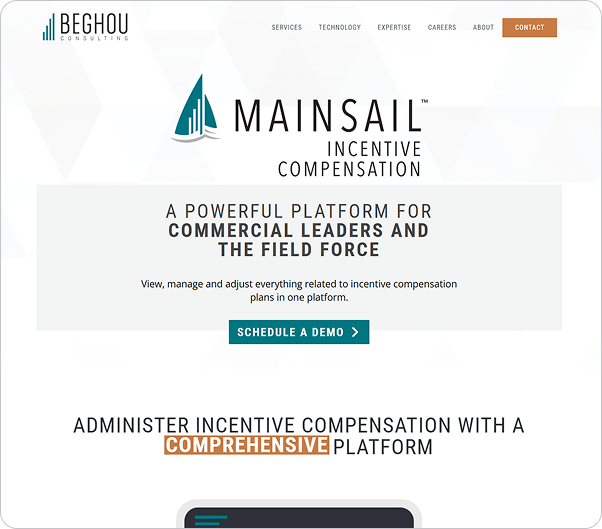 BEGHOU
CONSULTING
SERVICES TECHNOLOGY EXPERTISE CAREERS ABOUT CONTACT
MAINSAIL™
INCENTIVE
COMPENSATION
A POWERFUL PLATFORM FOR
COMMERCIAL LEADERS AND
THE FIELD FORCE
View, manage and adjust everything related to incentive compensation
plans in one platform.
SCHEDULE A DEMO
ADMINISTER INCENTIVE COMPENSATION WITH A
COMPREHENSIVE PLATFORM